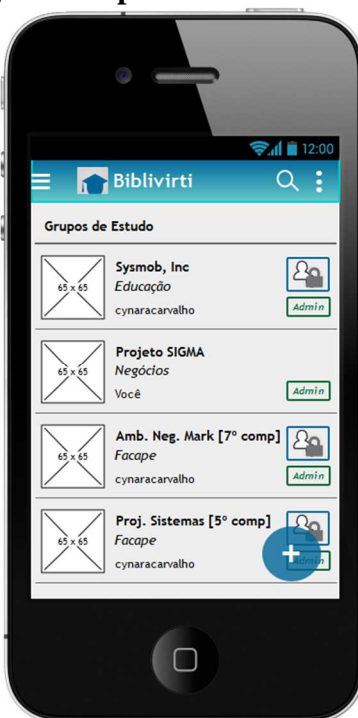 12:00
Biblivirti
Grupos de Estudo
65 x 65
Sysmob, Inc
Educação
cynaracarvalho
Admin
65 x 65
Projeto SIGMA
Negócios
Você
Admin
65 x 65
Amb. Neg. Mark [7º comp]
Facape
cynaracarvalho
Admin
65 x 65
Proj. Sistemas [5º comp]
Facape
cynaracarvalho
+
Admin